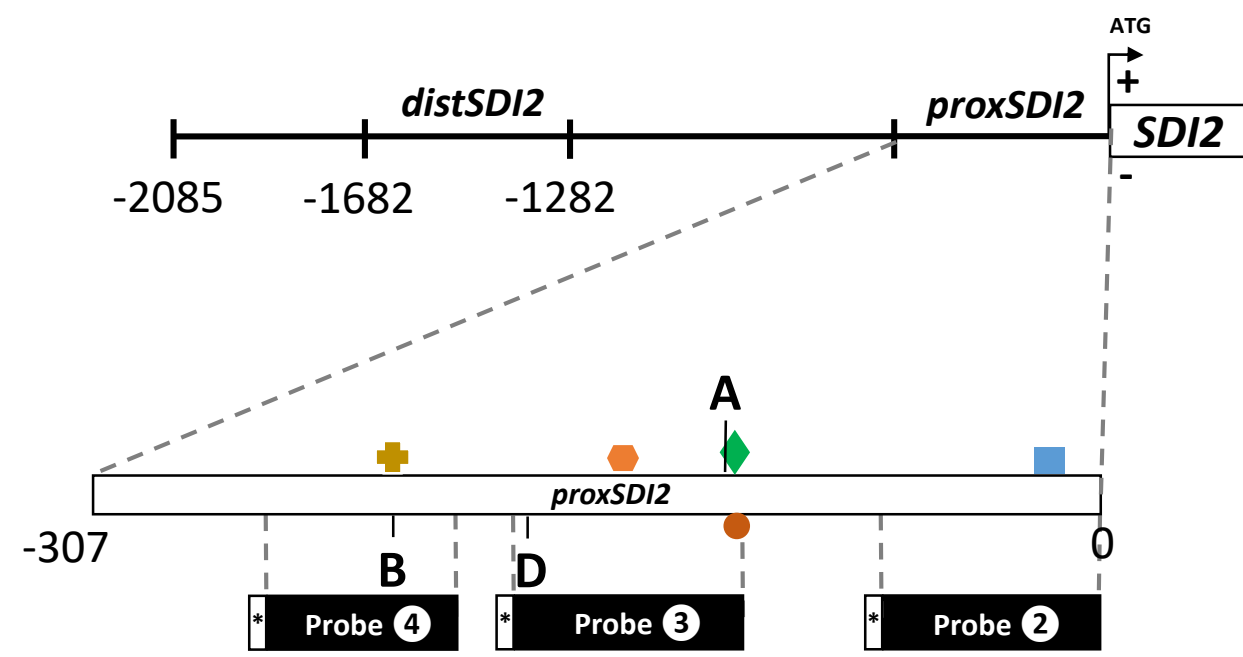 ATG
distSDI2
proxSDI2
+
SDI2
-
-2085
-1682
-1282
A
proxSDI2
-307
0
B
D
* Probe 4
* Probe 3
* Probe 2